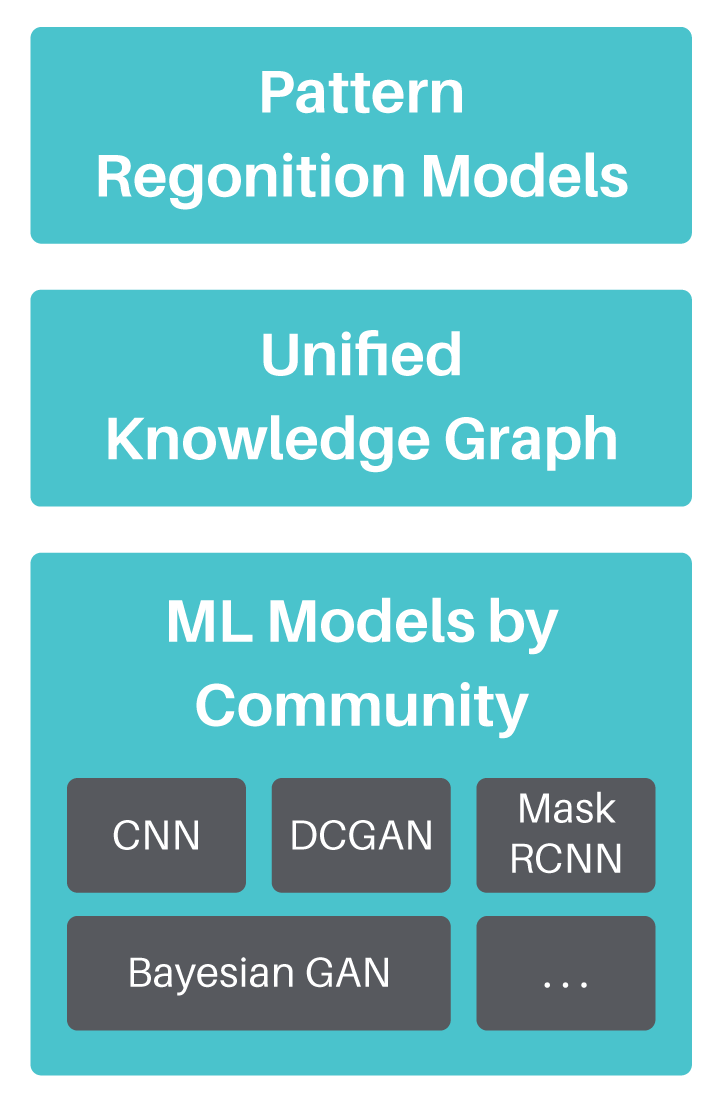 Pattern
Regonition Models
Unified
Knowledge Graph
ML Models by
Community
CNN
DCGAN
Mask
RCNN
Bayesian GAN
...